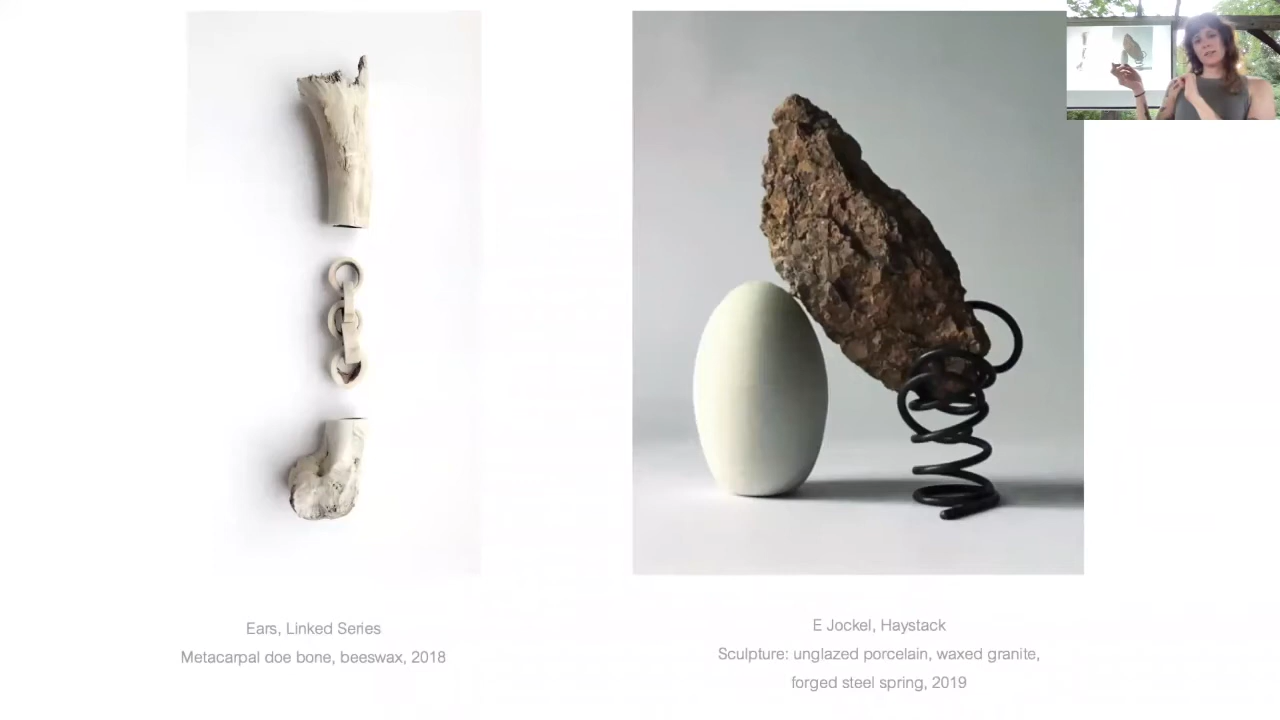 Ears, Linked Series
Metacarpal doe bone, beeswax, 2018
E Jockel, Haystack
Sculpture: unglazed porcelain, waxed granite,
forged steel spring, 2019